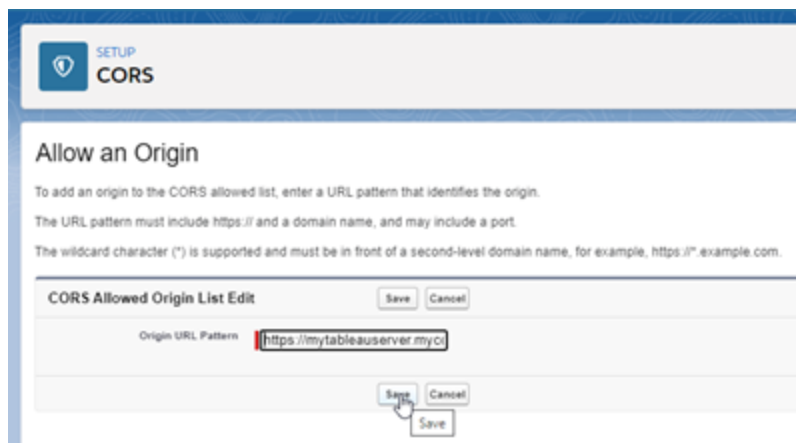 SETUP
CORS
Allow an Origin
To add an origin to the CORS allowed list, enter a URL pattern that identifies the origin.
The URL pattern must include https:// and a domain name, and may include a port.
The wildcard character (*) is supported and must be in front of a second-level domain name, for example, https://*.example.com.
CORS Allowed Origin List Edit Save Cancel
Origin URL Pattern https://mytableauserver.myco
Save Cancel
Save